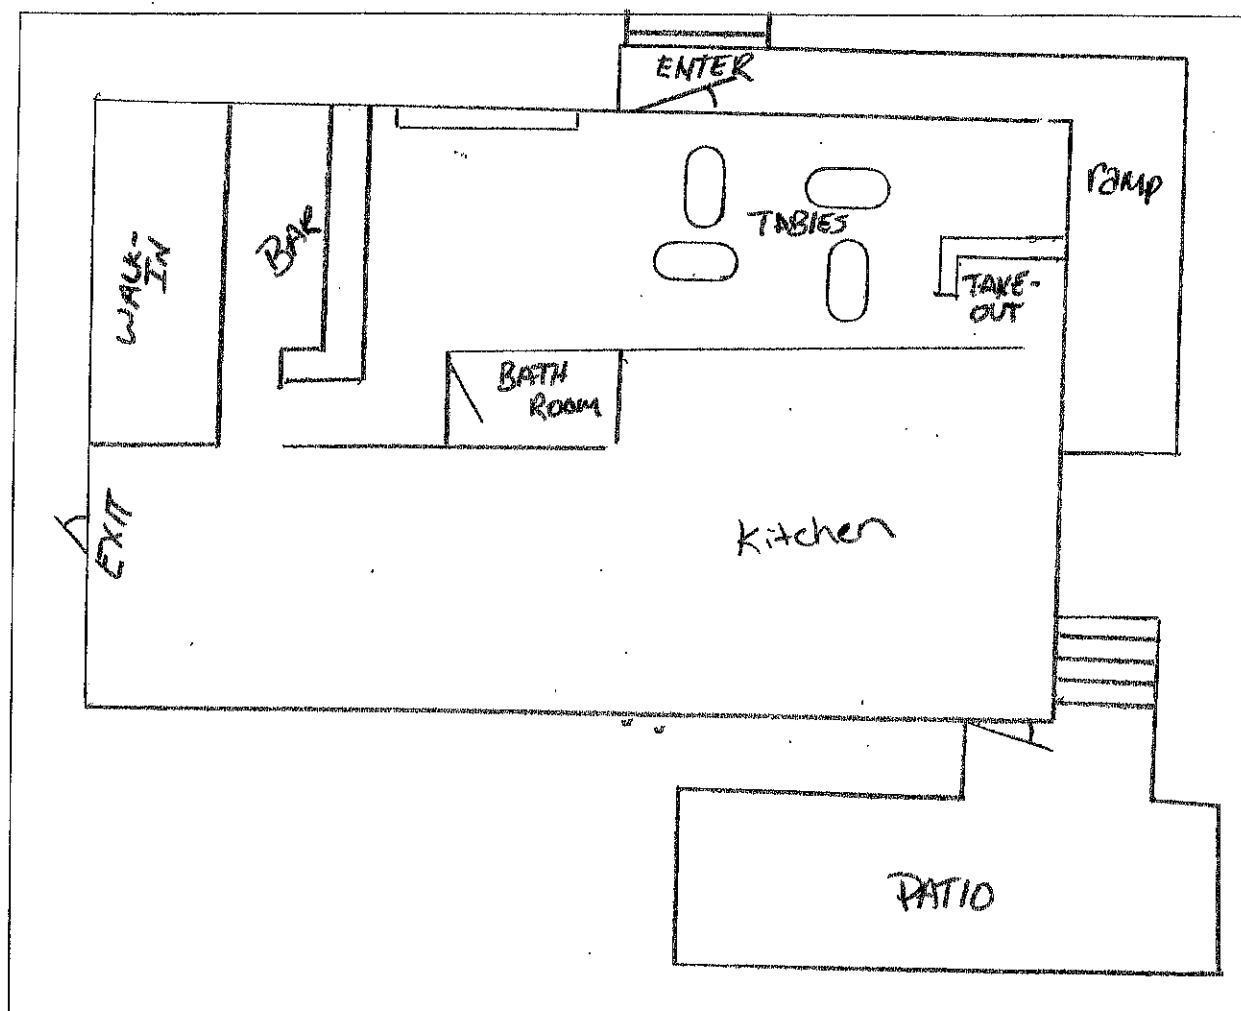 ENTER
ramp
WALK-
IN
BAR
TABLES
TAKE-
OUT
BATH
ROOM
EXIT
Kitchen
PATIO